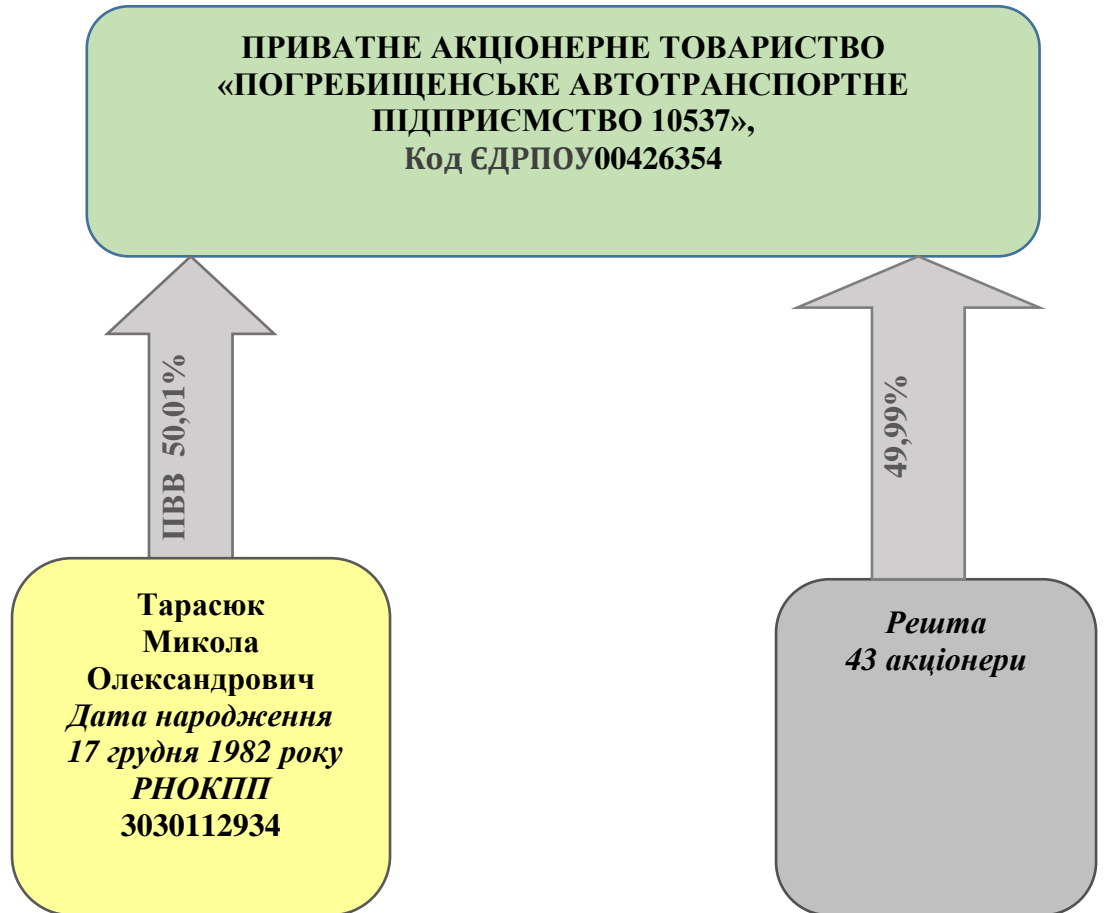 ПРИВАТНЕ АКЦІОНЕРНЕ ТОВАРИСТВО
«ПОГРЕБИЩЕНСЬКЕ АВТОТРАНСПОРТНЕ
ПІДПРИЄМСТВО 10537»,
Код ЄДРПОУ00426354
ПВВ 50,01%
49,99%
Тарасюк
Микола
Олександрович
Дата народження
17 грудня 1982 року
РНОКПП
3030112934
Решта
43 акціонери